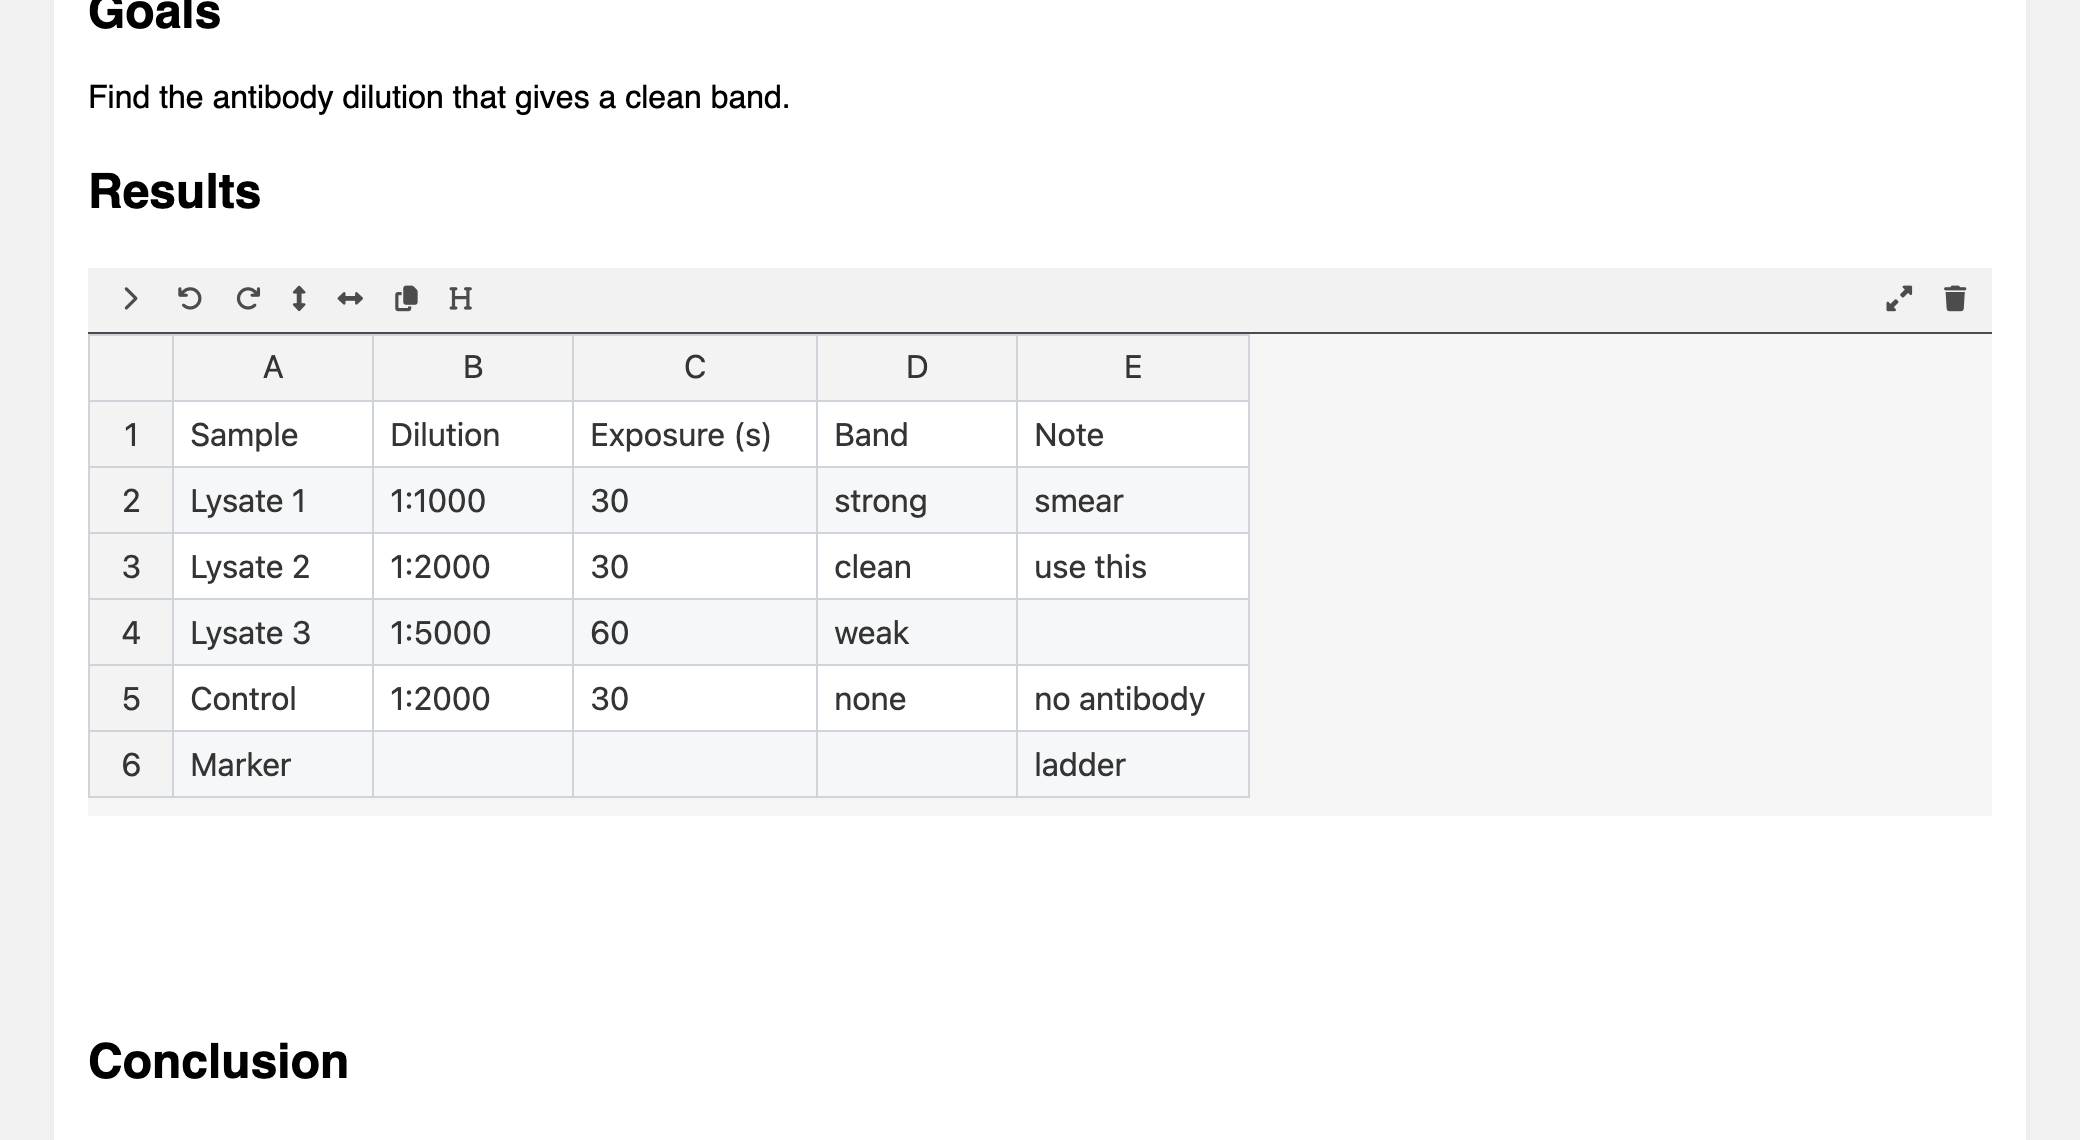 Goals
Find the antibody dilution that gives a clean band.
Results
H
A B C D E
1 Sample Dilution Exposure (s) Band Note
2 Lysate 1 1:1000 30 strong smear
3 Lysate 2 1:2000 30 clean use this
4 Lysate 3 1:5000 60 weak
5 Control 1:2000 30 none no antibody
6 Marker ladder
Conclusion